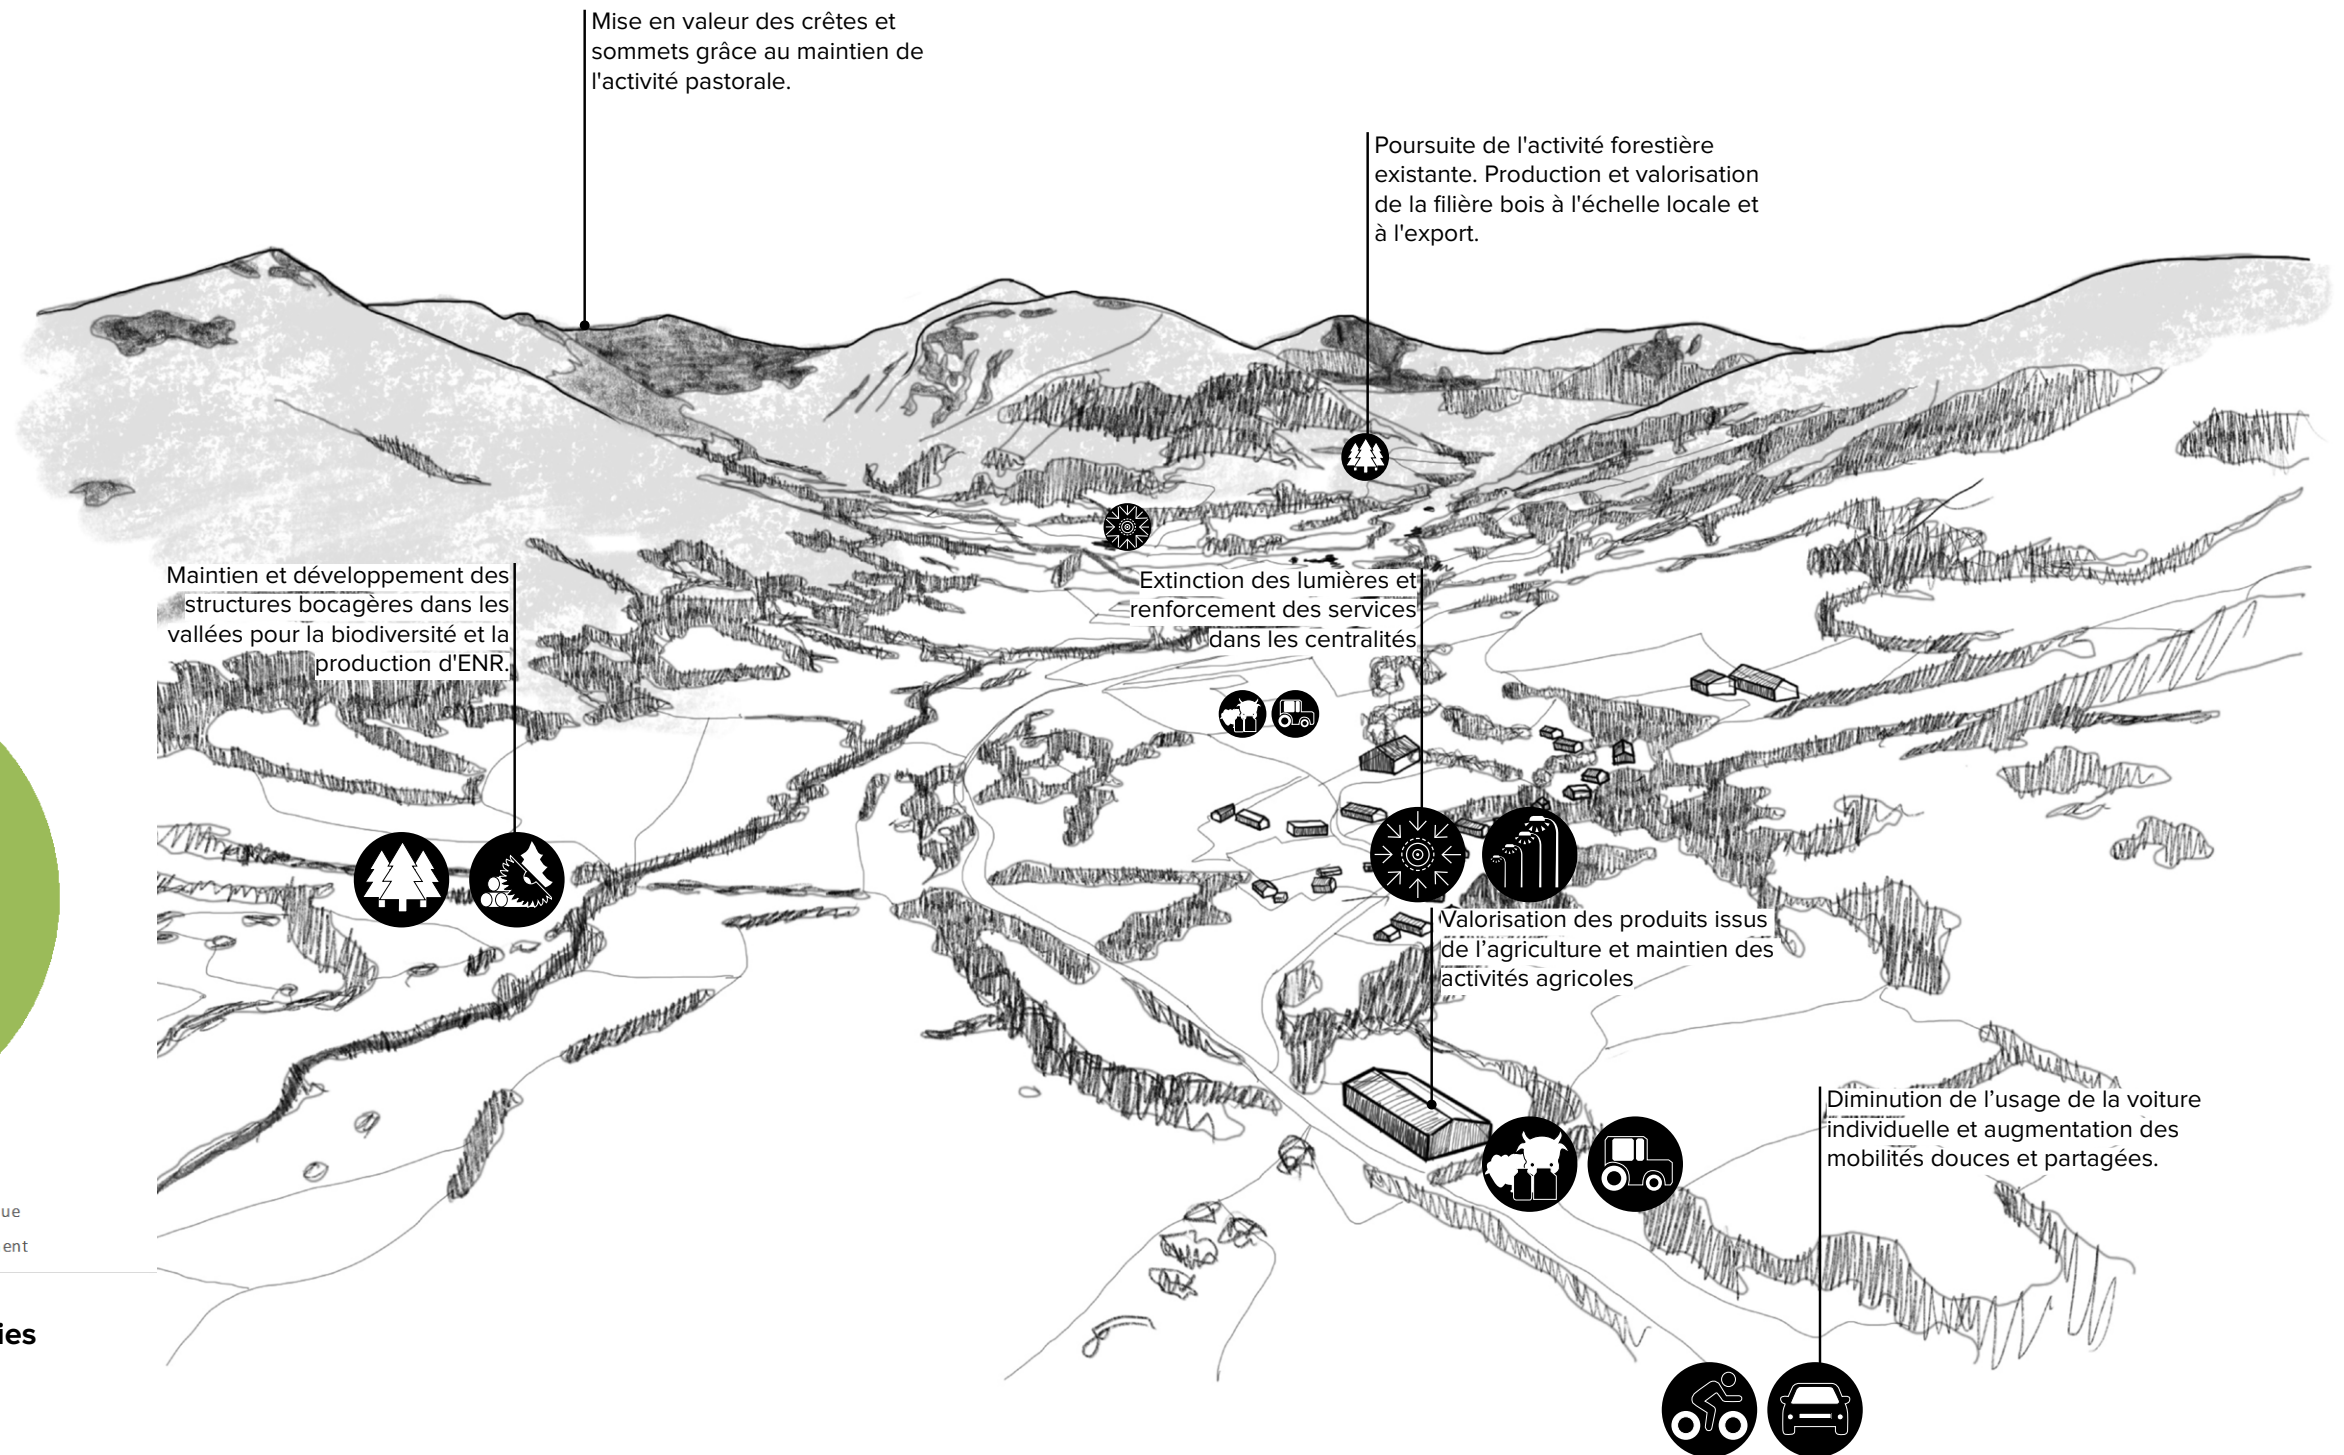 Mise en valeur des crêtes et
sommets grâce au maintien de
l'activité pastorale.
Poursuite de l'activité forestière
existante. Production et valorisation
de la filière bois à l'échelle locale et
à l'export.
Maintien et développement des
structures bocagères dans les
vallées pour la biodiversité et la
production d'ENR.
Extinction des lumières et
renforcement des services
dans les centralités
Valorisation des produits issus
de l’agriculture et maintien des
activités agricoles
Diminution de l’usage de la voiture
individuelle et augmentation des
mobilités douces et partagées.
ue
ent
ies